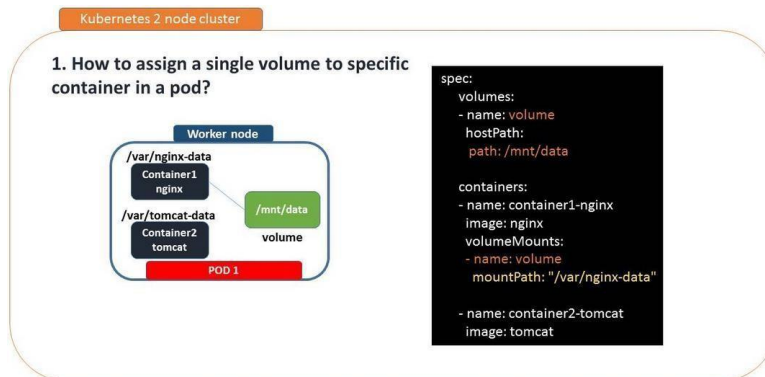 Kubernetes 2 node cluster
1. How to assign a single volume to specific
container in a pod?
Worker node
/var/nginx-data
Container1
nginx
/var/tomcat-data
Container2
tomcat
/mnt/data
volume
POD 1
spec:
volumes:
- name: volume
hostPath:
path: /mnt/data
containers:
- name: container1-nginx
image: nginx
volumeMounts:
- name: volume
mountPath: "/var/nginx-data"
- name: container2-tomcat
image: tomcat